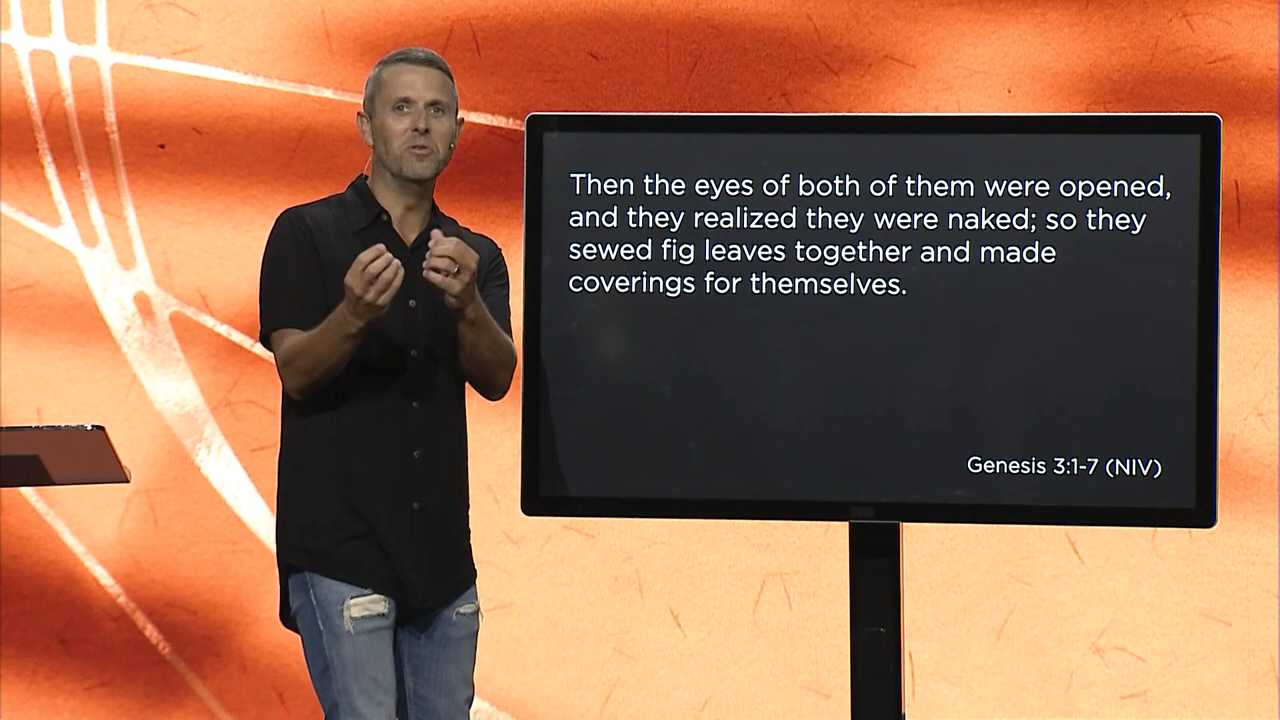 Then the eyes of both of them were opened,
and they realized they were naked; so they
sewed fig leaves together and made
coverings for themselves.
Genesis 3:1-7 (NIV)